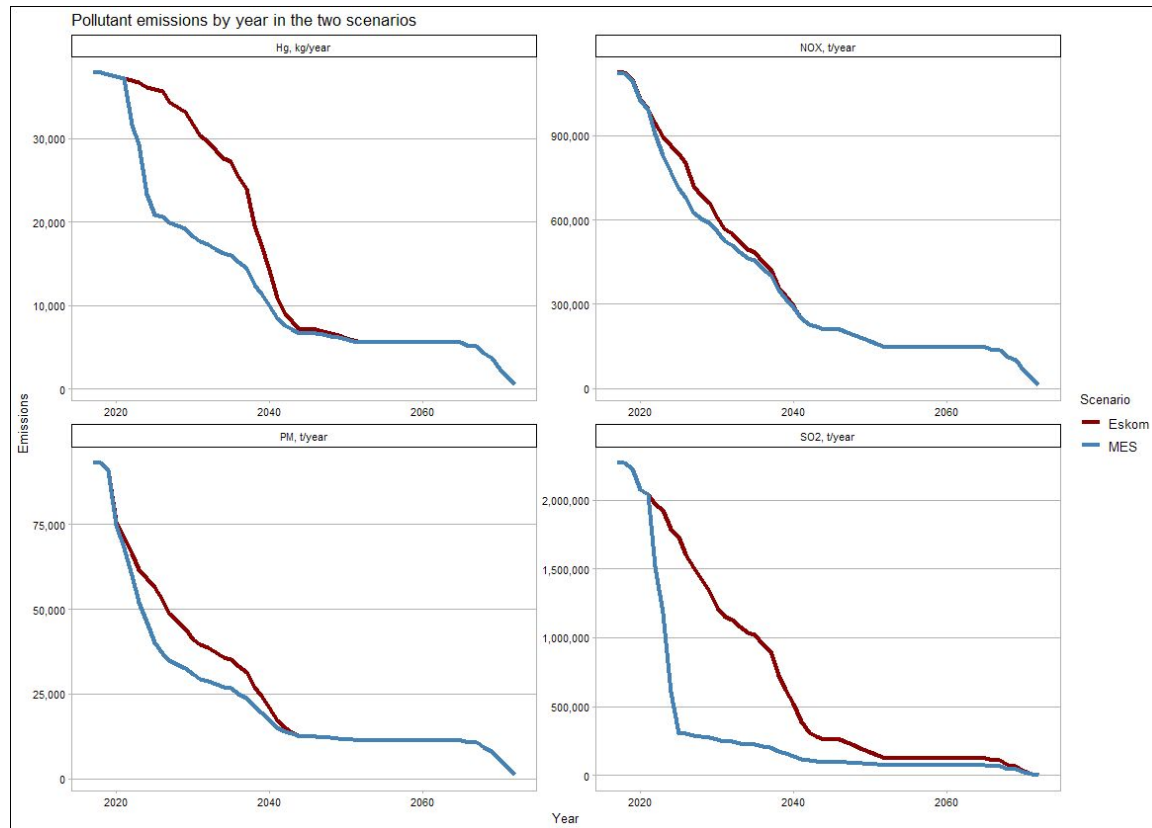 Pollutant emissions by year in the two scenarios
Hg, kg/year
NOX, t/year
30,000
20,000
10,000
0
900,000
600,000
300,000
0
2020
2040
2060
2020
2040
2060
PM, t/year
SO2, t/year
75,000
50,000
25,000
0
2,000,000
1,500,000
1,000,000
500,000
0
2020
2040
2060
2020
2040
2060
Emissions
Year
Scenario
Eskom
MES